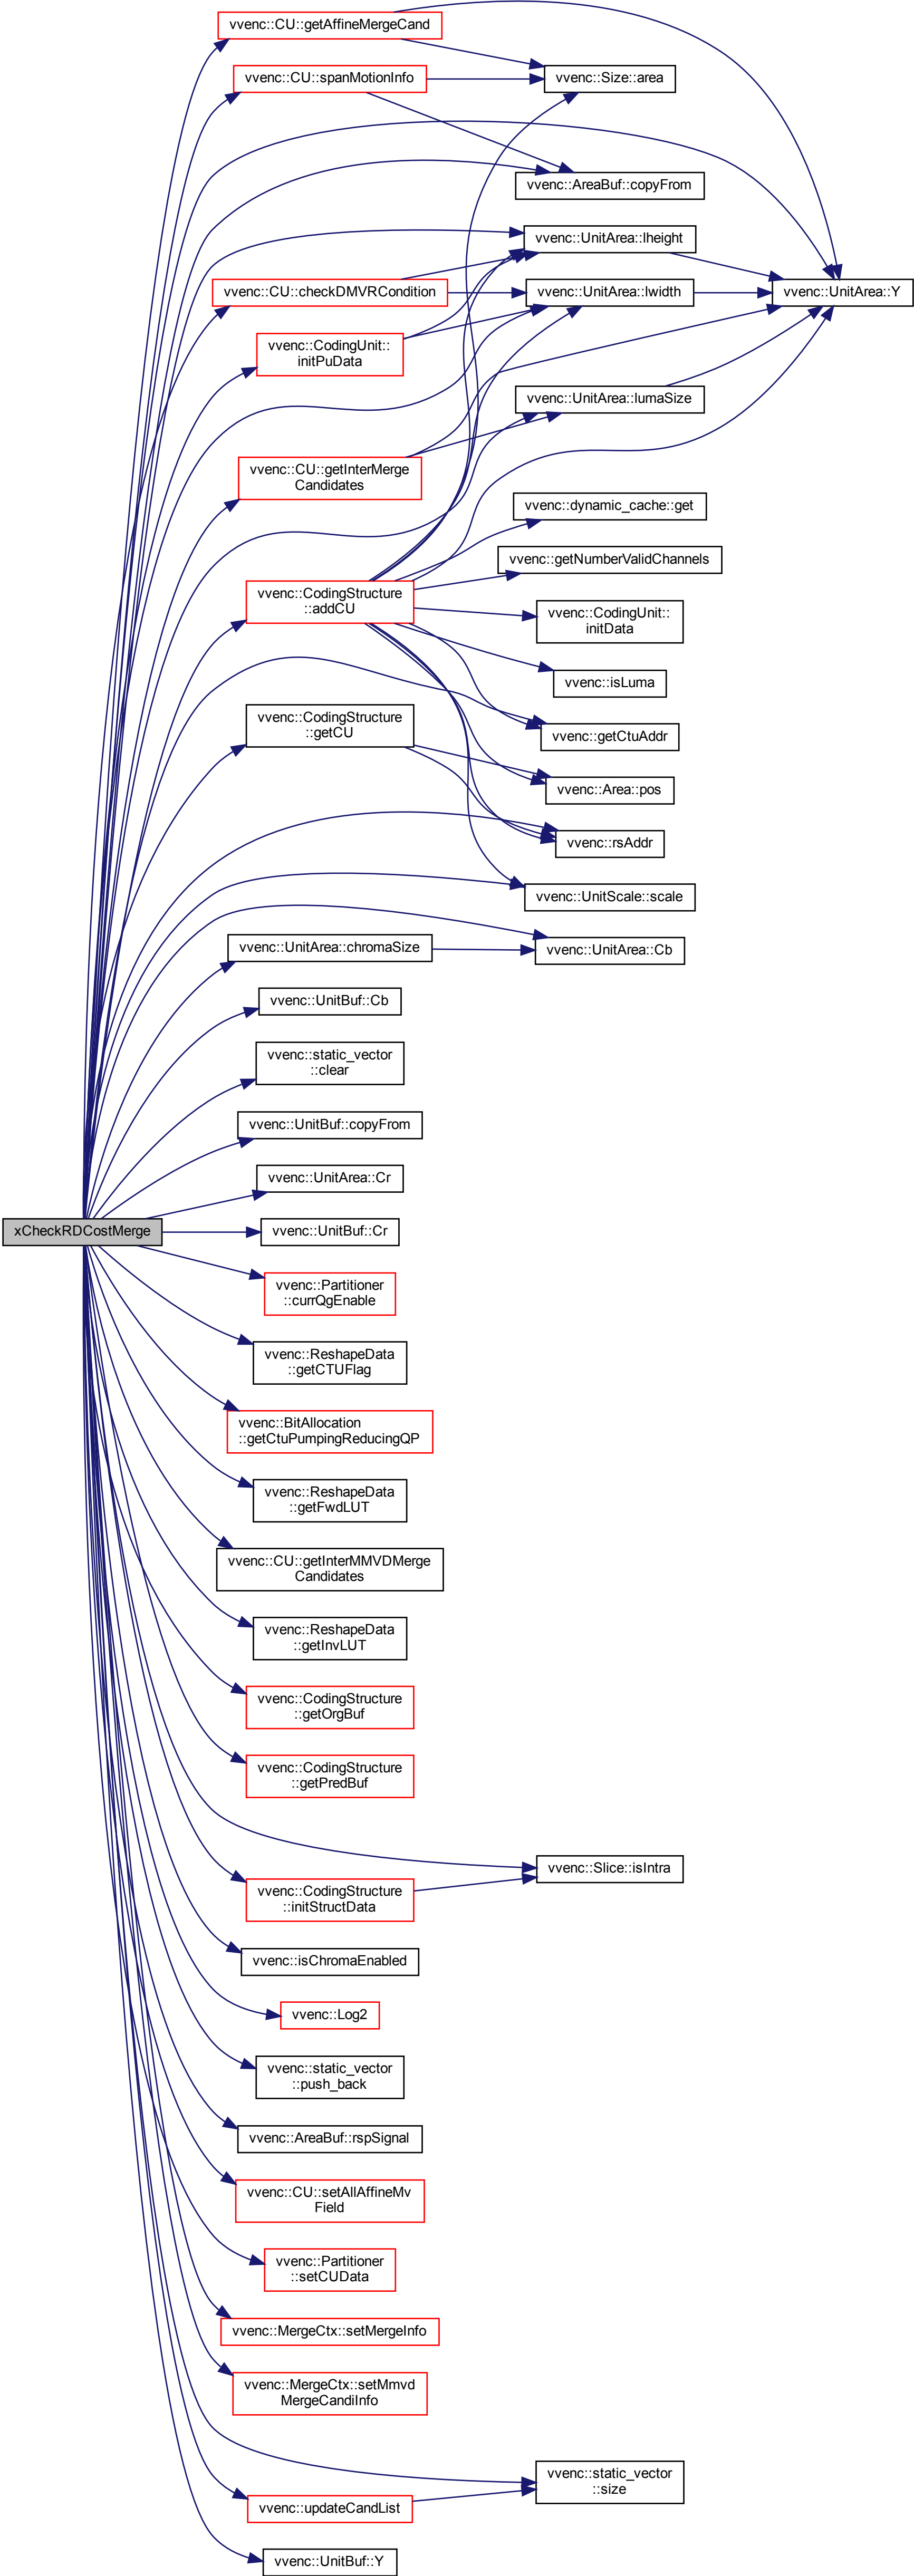 vvenc::CU::getAffineMergeCand
vvenc::CU::spanMotionInfo
vvenc::Size::area
vvenc::AreaBuf::copyFrom
vvenc::UnitArea::lheight
vvenc::CU::checkDMVRCondition
vvenc::UnitArea::lwidth
vvenc::UnitArea::Y
vvenc::CodingUnit::
initPuData
vvenc::UnitArea::lumaSize
vvenc::CU::getInterMerge
Candidates
vvenc::dynamic_cache::get
vvenc::getNumberValidChannels
vvenc::CodingStructure
::addCU
vvenc::CodingUnit::
initData
vvenc::isLuma
vvenc::CodingStructure
::getCU
vvenc::getCtuAddr
vvenc::Area::pos
vvenc::rsAddr
vvenc::UnitScale::scale
vvenc::UnitArea::chromaSize
vvenc::UnitArea::Cb
vvenc::UnitBuf::Cb
vvenc::static_vector
::clear
vvenc::UnitBuf::copyFrom
vvenc::UnitArea::Cr
xCheckRDCostMerge
vvenc::UnitBuf::Cr
vvenc::Partitioner
::currQgEnable
vvenc::ReshapeData
::getCTUFlag
vvenc::BitAllocation
::getCtuPumpingReducingQP
vvenc::ReshapeData
::getFwdLUT
vvenc::CU::getInterMMVDMerge
Candidates
vvenc::ReshapeData
::getInvLUT
vvenc::CodingStructure
::getOrgBuf
vvenc::CodingStructure
::getPredBuf
vvenc::Slice::isIntra
vvenc::CodingStructure
::initStructData
vvenc::isChromaEnabled
vvenc::Log2
vvenc::static_vector
::push_back
vvenc::AreaBuf::rspSignal
vvenc::CU::setAllAffineMv
Field
vvenc::Partitioner
::setCUData
vvenc::MergeCtx::setMergeInfo
vvenc::MergeCtx::setMmvd
MergeCandiInfo
vvenc::static_vector
::size
vvenc::updateCandList
vvenc::UnitBuf::Y